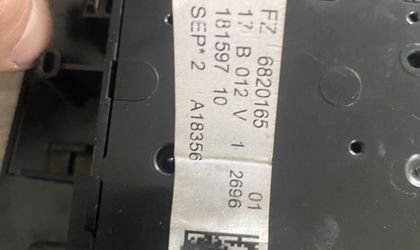 FZ 6820165 01
17 B 012 V 1 2696
181597 10
SEP* 2 A18356